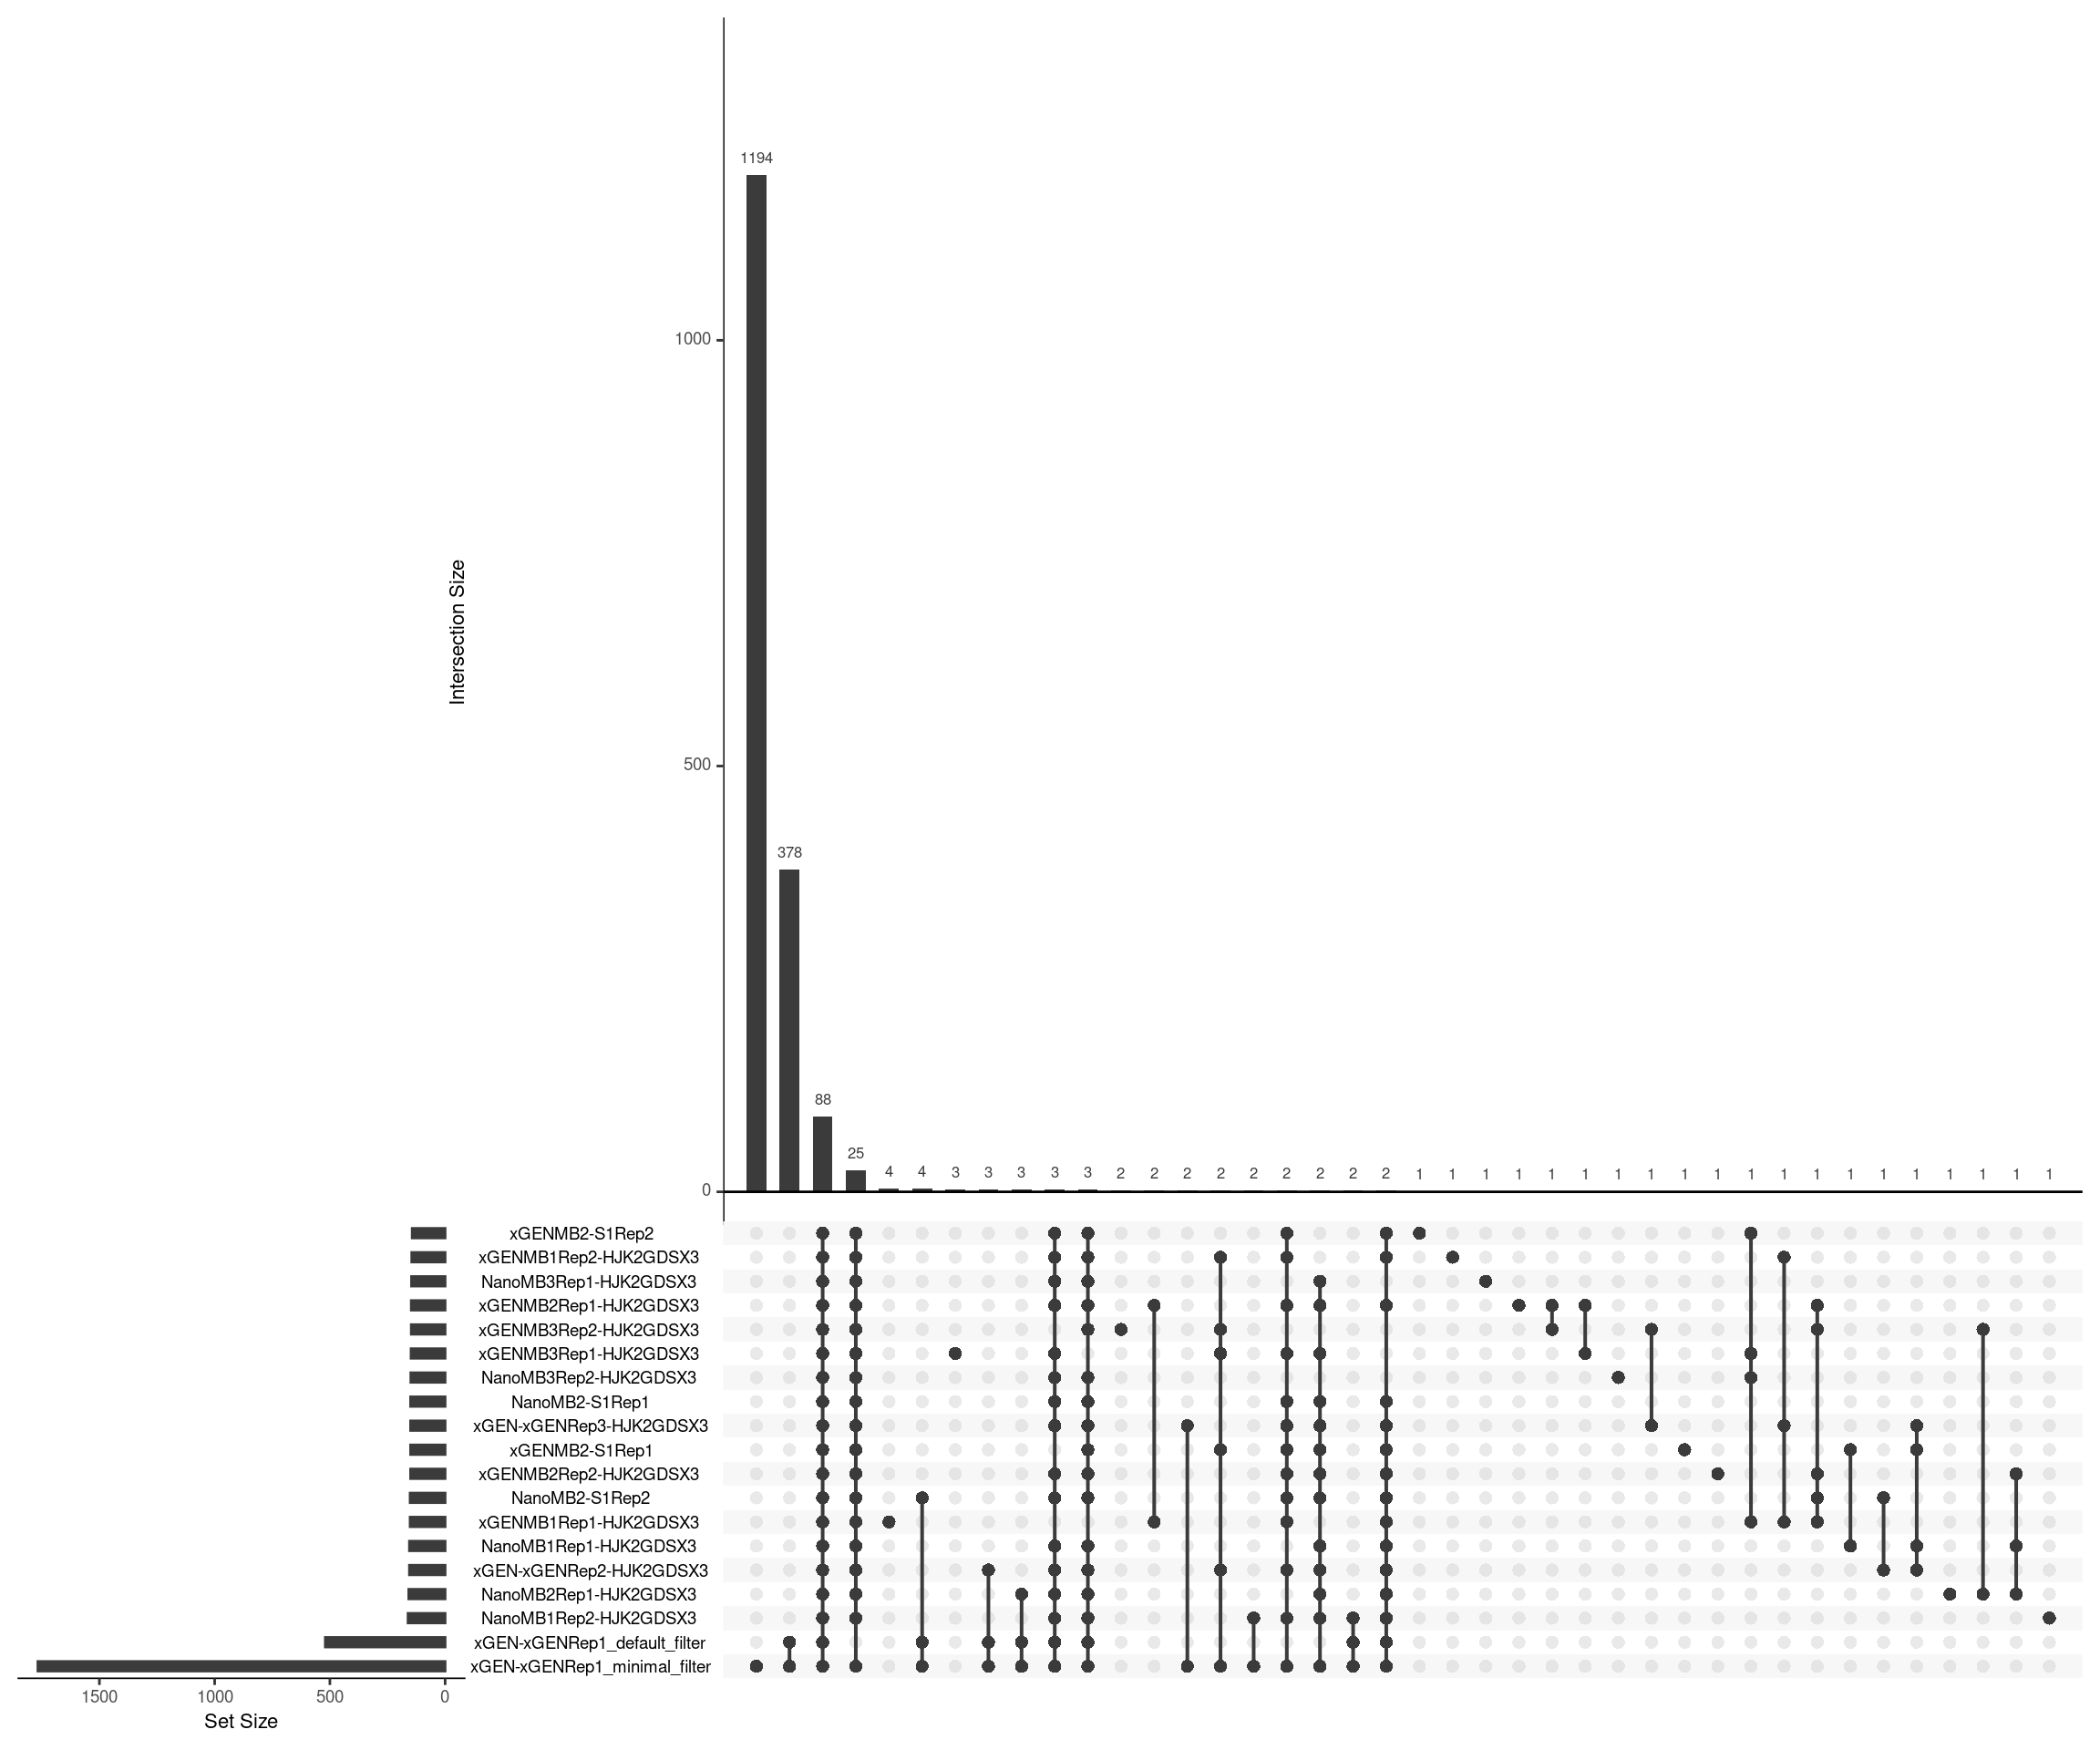 1194
1000
Intersection Size
378
500
88
25
4 4 3 3 3 3 3 2 2 2 2 2 2 2 2 2 1 1 1 1 1 1 1 1 1 1 1 1 1 1 1 1 1 1 1 1
0
xGENMB2-S1Rep2
xGENMB1Rep2-HJK2GDSX3
NanoMB3Rep1-HJK2GDSX3
xGENMB2Rep1-HJK2GDSX3
xGENMB3Rep2-HJK2GDSX3
xGENMB3Rep1-HJK2GDSX3
NanoMB3Rep2-HJK2GDSX3
NanoMB2-S1Rep1
xGEN-xGENRep3-HJK2GDSX3
xGENMB2-S1Rep1
xGENMB2Rep2-HJK2GDSX3
NanoMB2-S1Rep2
xGENMB1Rep1-HJK2GDSX3
NanoMB1Rep1-HJK2GDSX3
xGEN-xGENRep2-HJK2GDSX3
NanoMB2Rep1-HJK2GDSX3
NanoMB1Rep2-HJK2GDSX3
xGEN-xGENRep1_default_filter
xGEN-xGENRep1_minimal_filter
1500 1000 500 0
Set Size